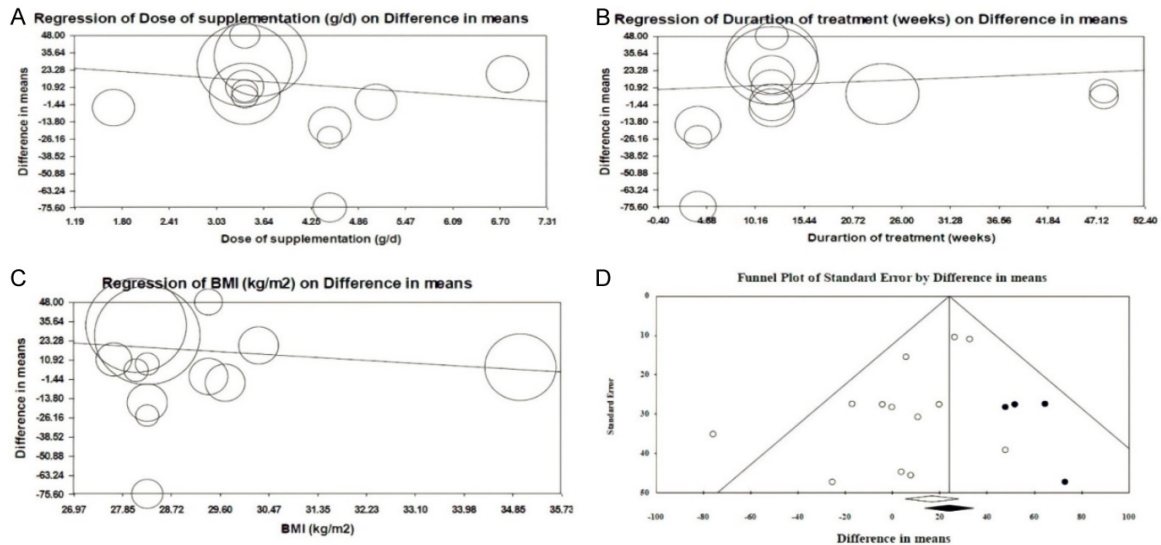 A
Regression of Dose of supplementation (g/d) on Difference in means
48.00
35.64
23.28
10.92
-1.44
-13.80
-26.16
-38.52
-50.88
-63.24
-75.60
Difference in means
1.19 1.80 2.41 3.03 3.64 4.25 4.86 5.47 6.09 6.70 7.31
Dose of supplementation (g/d)
B
Regression of Durartion of treatment (weeks) on Difference in means
48.00
35.64
23.28
10.92
-1.44
-13.80
-26.16
-38.52
-50.88
-63.24
-75.60
Difference in means
-0.40 4.88 10.16 15.44 20.72 26.00 31.28 36.56 41.84 47.12 52.40
Durartion of treatment (weeks)
C
Regression of BMI (kg/m2) on Difference in means
48.00
35.64
23.28
10.92
-1.44
-13.80
-26.16
-38.52
-50.88
-63.24
-75.60
Difference in means
26.97 27.85 28.72 29.60 30.47 31.35 32.23 33.10 33.98 34.85 35.73
BMI (kg/m2)
D
Funnel Plot of Standard Error by Difference in means
0
10
20
30
40
50
Standard Error
-100 -80 -60 -40 -20 0 20 40 60 80 100
Difference in means